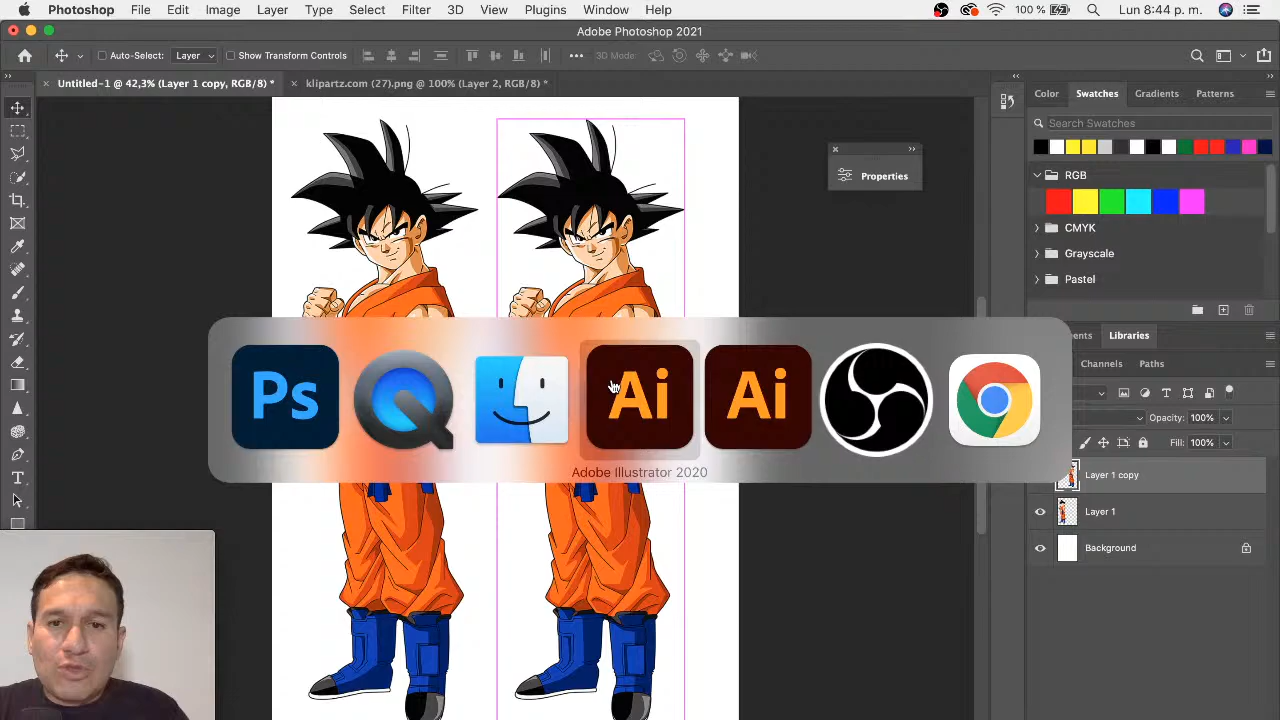 Photoshop File Edit Image Layer Type Select Filter 3D View Plugins Window Help 100 % Lun 8:44 p. m.
Adobe Photoshop 2021
Auto-Select: Layer Show Transform Controls 3D Mode:
Untitled-1 @ 42,3% (Layer 1 copy, RGB/8) * klipartz.com (27).png @ 100% (Layer 2, RGB/8) *
Color Swatches Gradients Patterns
Search Swatches
Properties
RGB
CMYK
Grayscale
Pastel
Libraries
Channels Paths
Opacity: 100%
Fill: 100%
Ps Ai Ai
Adobe Illustrator 2020
Layer 1 copy
Layer 1
Background